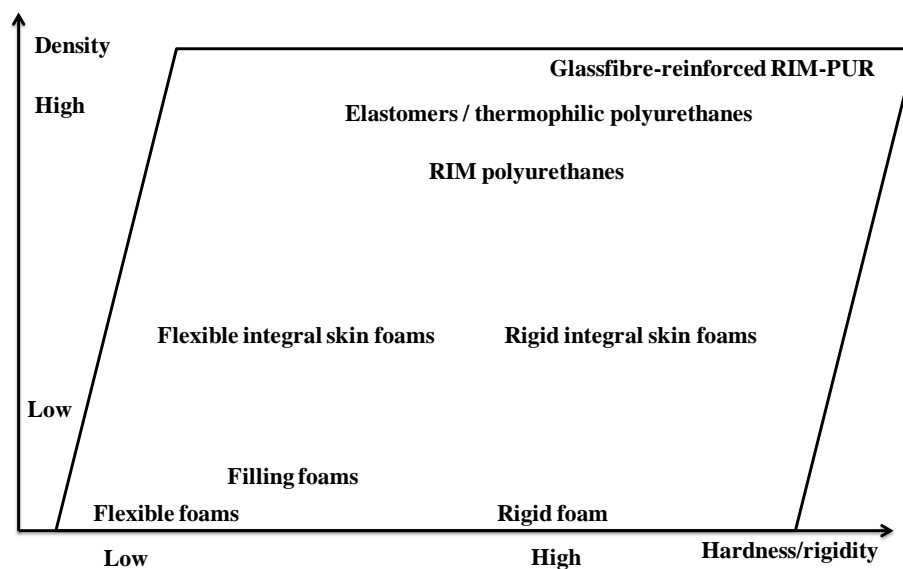 Density
Glassfibre-reinforced RIM-PUR
High
Elastomers / thermophilic polyurethanes
RIM polyurethanes
Flexible integral skin foams
Rigid integral skin foams
Low
Filling foams
Flexible foams
Rigid foam
Low
High
Hardness/rigidity